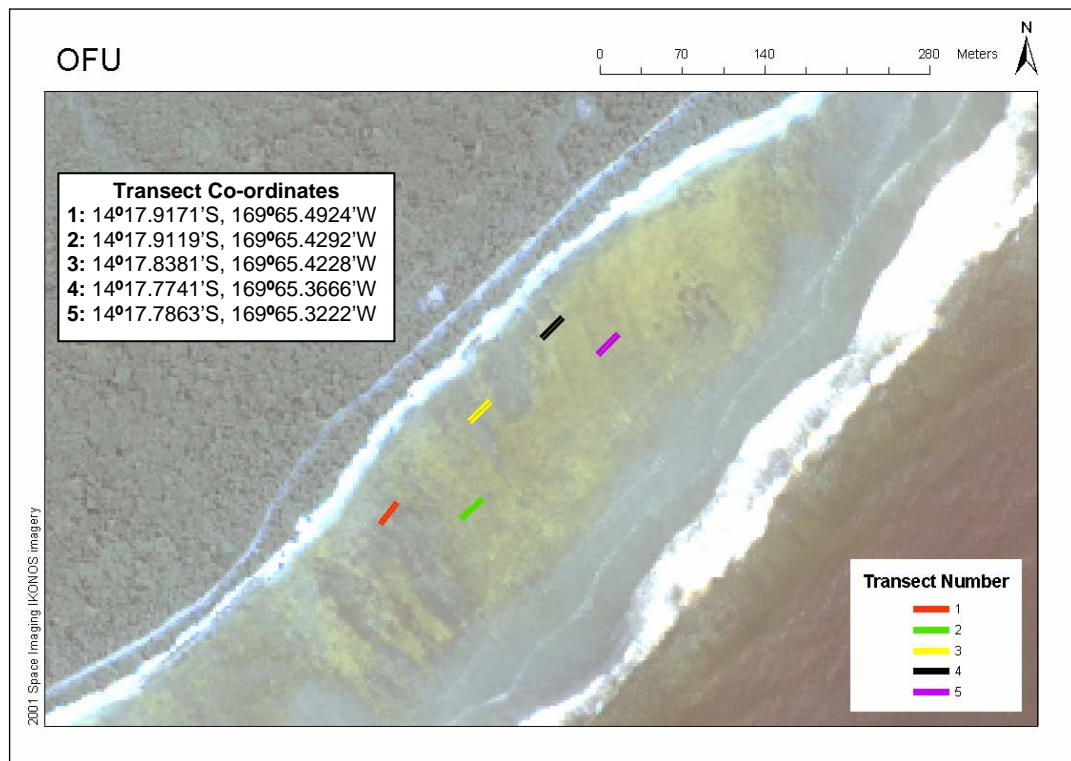 OFU
0 70 140 280 Meters
N
Transect Co-ordinates
1: 14º17.9171'S, 169º65.4924'W
2: 14º17.9119'S, 169º65.4292'W
3: 14º17.8381'S, 169º65.4228'W
4: 14º17.7741'S, 169º65.3666'W
5: 14º17.7863'S, 169º65.3222'W
2001 Space Imaging IKONOS imagery
Transect Number
1
2
3
4
5